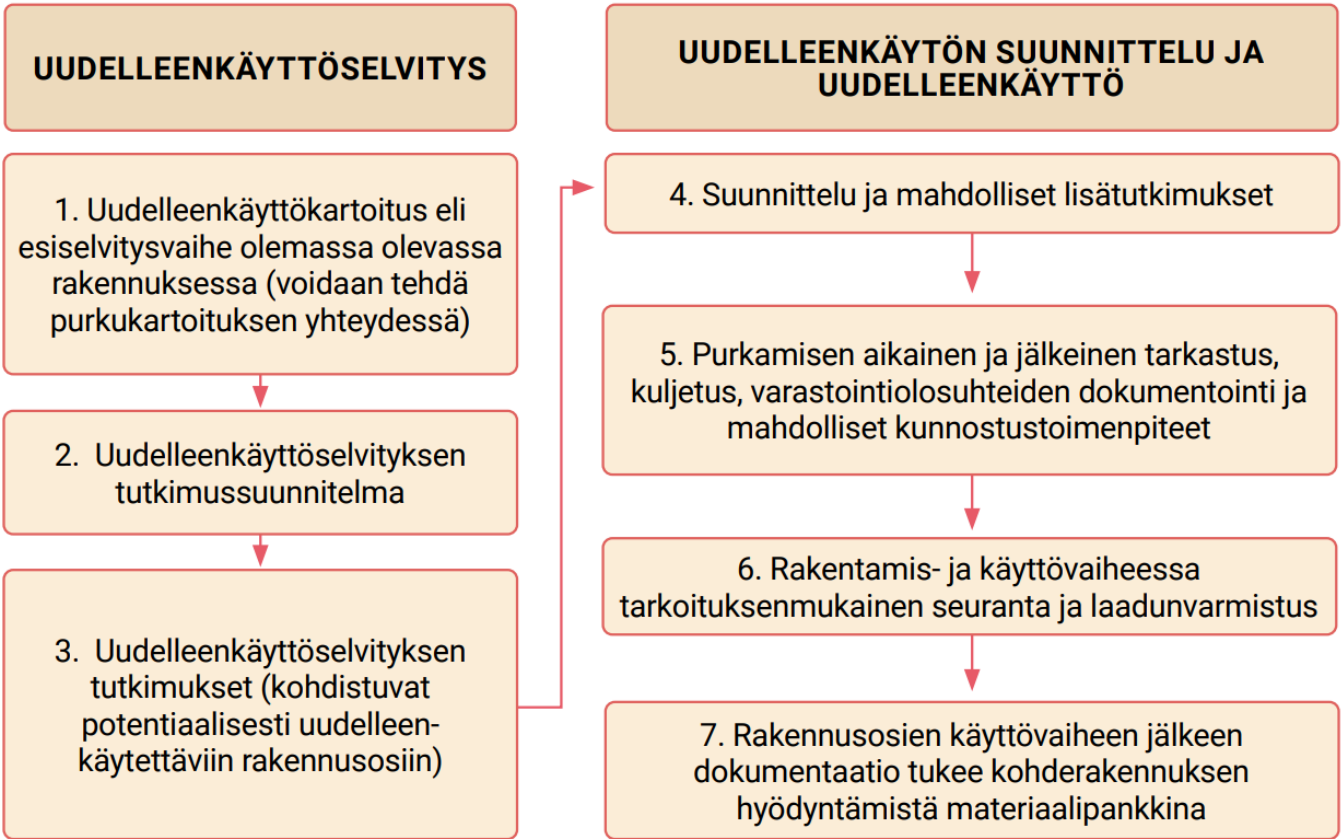 UUDELLEENKÄYTTÖSELVITYS
1. Uudelleenkäyttökartoitus eli
esiselvitysvaihe olemassa olevassa
rakennuksessa (voidaan tehdä
purkukartoituksen yhteydessä)
2. Uudelleenkäyttöselvityksen
tutkimussuunnitelma
3. Uudelleenkäyttöselvityksen
tutkimukset (kohdistuvat
potentiaalisesti uudelleen-
käytettäviin rakennusosiin)
UUDELLEENKÄYTÖN SUUNNITTELU JA
UUDELLEENKÄYTTÖ
4. Suunnittelu ja mahdolliset lisätutkimukset
5. Purkamisen aikainen ja jälkeinen tarkastus,
kuljetus, varastointiolosuhteiden dokumentointi ja
mahdolliset kunnostustoimenpiteet
6. Rakentamis- ja käyttövaiheessa
tarkoituksenmukainen seuranta ja laadunvarmistus
7. Rakennusosien käyttövaiheen jälkeen
dokumentaatio tukee kohderakennuksen
hyödyntämistä materiaalipankkina